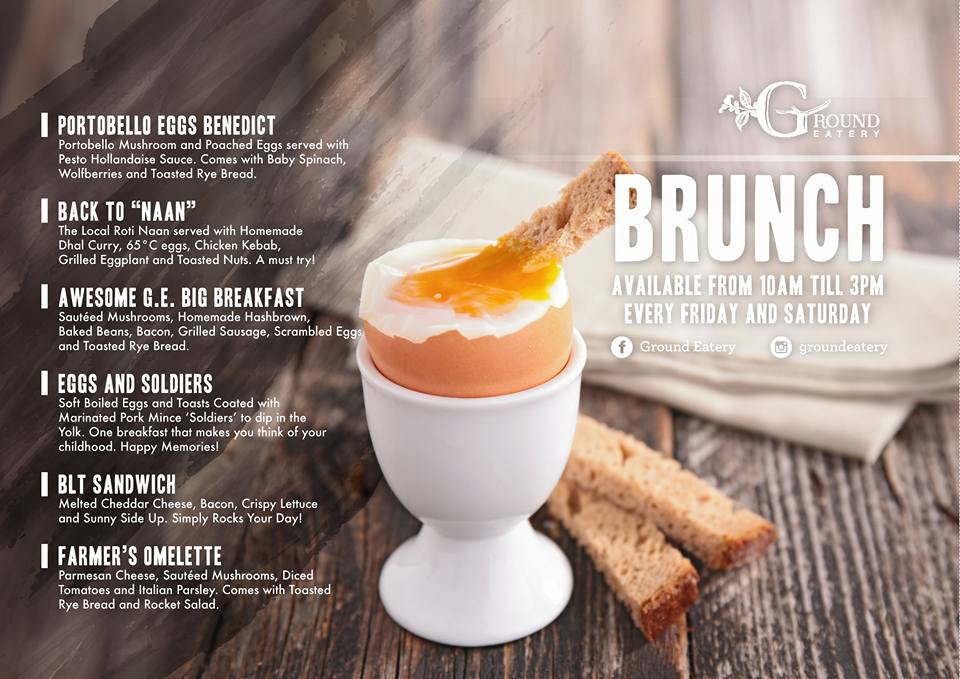 PORTOBELLO EGGS BENEDICT
Portobello Mushroom and Poached Eggs served with
Pesto Hollandaise Sauce. Comes with Baby Spinach,
Wolfberries and Toasted Rye Bread.
BACK TO “NAAN”
The Local Roti Naan served with Homemade
Dhal Curry, 65°C eggs, Chicken Kebab,
Grilled Eggplant and Toasted Nuts. A must try!
AWESOME G.E. BIG BREAKFAST
Sautéed Mushrooms, Homemade Hashbrown,
Baked Beans, Bacon, Grilled Sausage, Scrambled Eggs
and Toasted Rye Bread.
EGGS AND SOLDIERS
Soft Boiled Eggs and Toasts Coated with
Marinated Pork Mince ‘Soldiers’ to dip in the
Yolk. One breakfast that makes you think of your
childhood. Happy Memories!
BLT SANDWICH
Melted Cheddar Cheese, Bacon, Crispy Lettuce
and Sunny Side Up. Simply Rocks Your Day!
FARMER’S OMELETTE
Parmesan Cheese, Sautéed Mushrooms, Diced
Tomatoes and Italian Parsley. Comes with Toasted
Rye Bread and Rocket Salad.
GROUND
EATERY
BRUNCH
AVAILABLE FROM 10AM TILL 3PM
EVERY FRIDAY AND SATURDAY
f Ground Eatery groundeatery